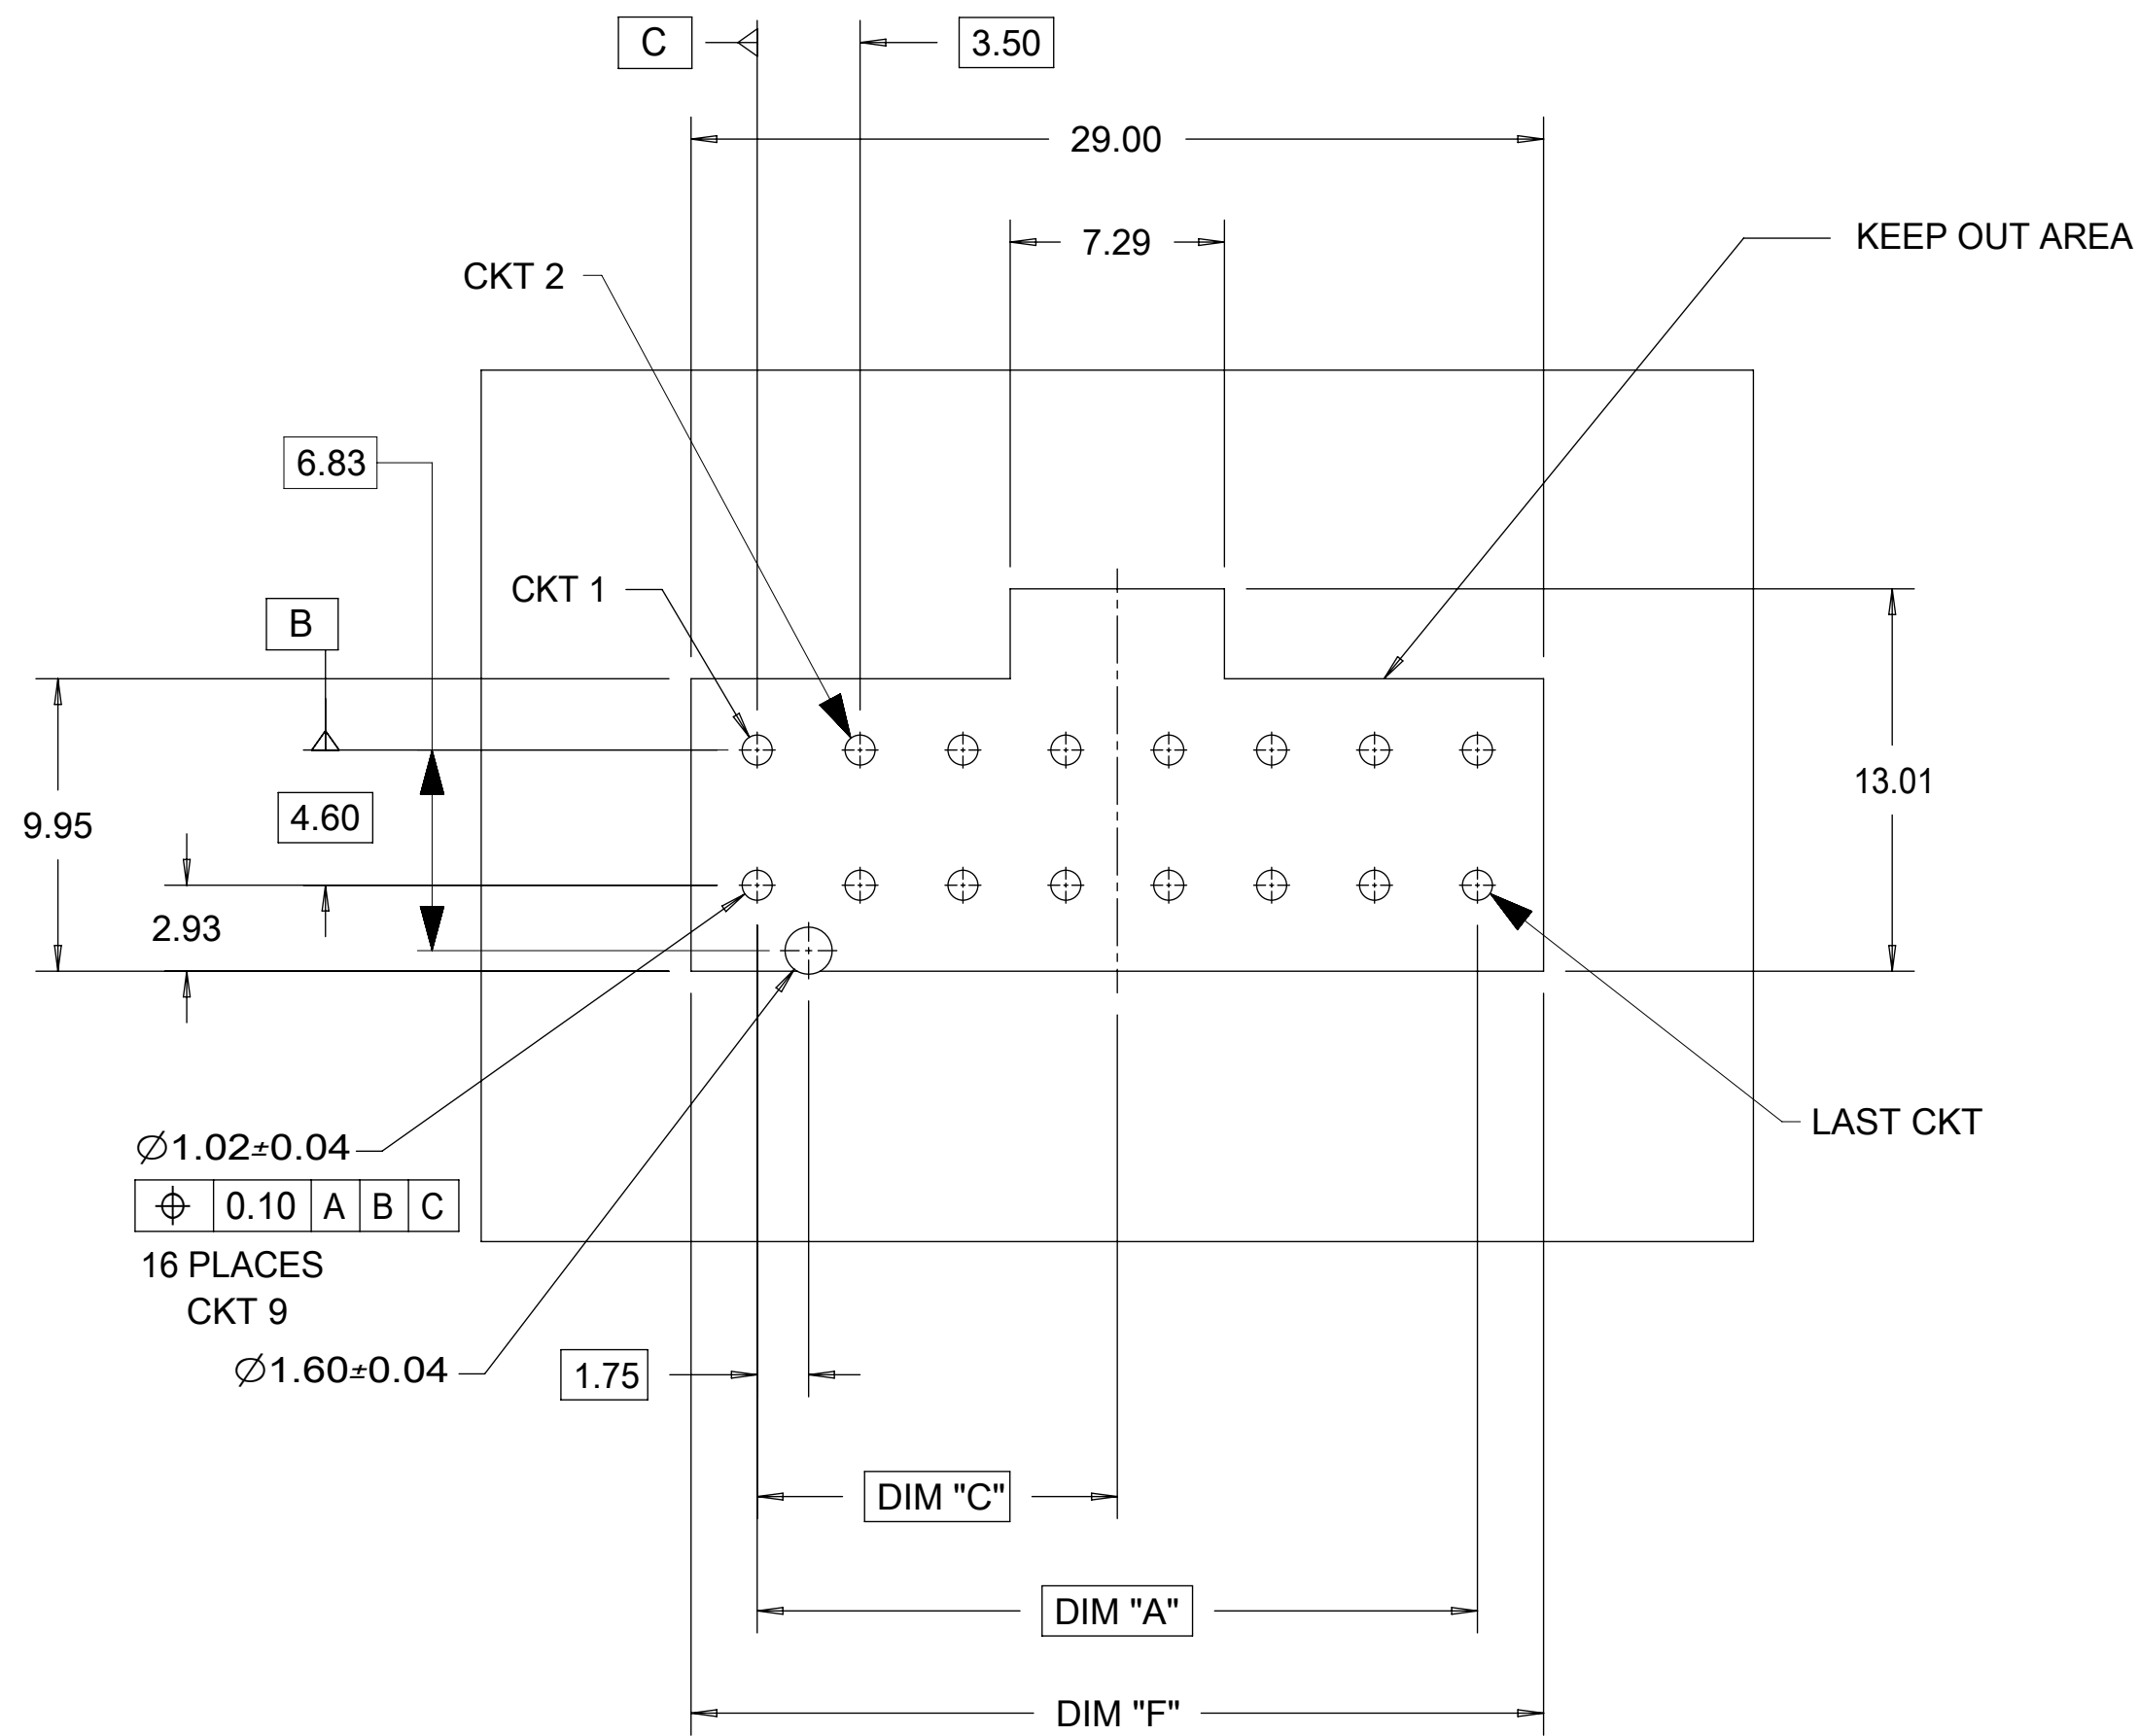 C
3.50
29.00
7.29
KEEP OUT AREA
CKT 2
6.83
CKT 1
B
13.01
4.60
9.95
2.93
LAST CKT
∅1.02±0.04
⌖ 0.10 A B C
16 PLACES
CKT 9
∅1.60±0.04
1.75
DIM "C"
DIM "A"
DIM "F"